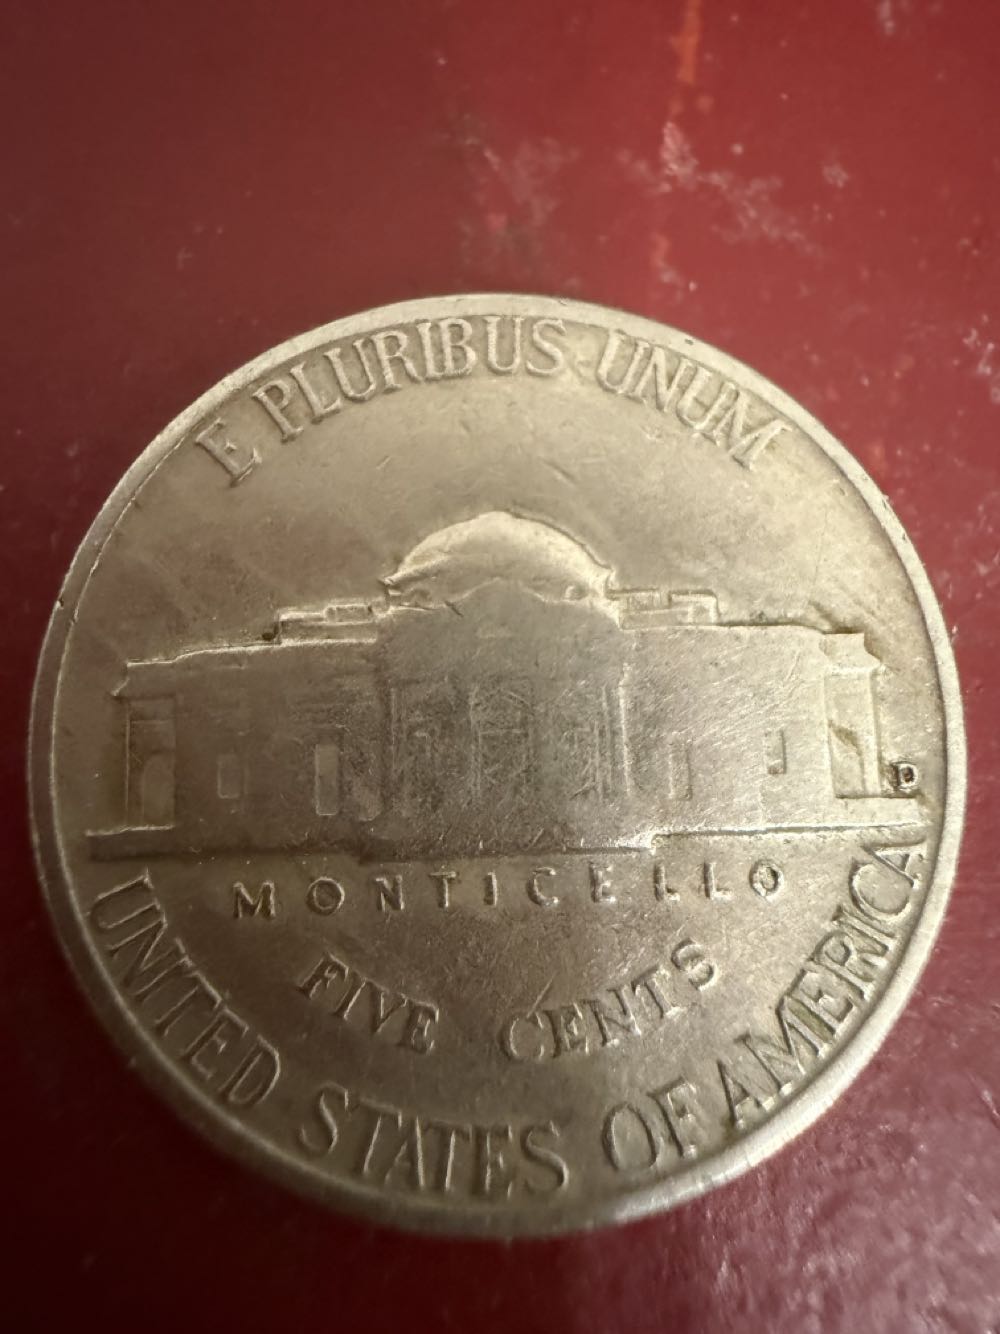 E PLURIBUS UNUM
D
MONTICELLO
FIVE CENTS
UNITED STATES OF AMERICA